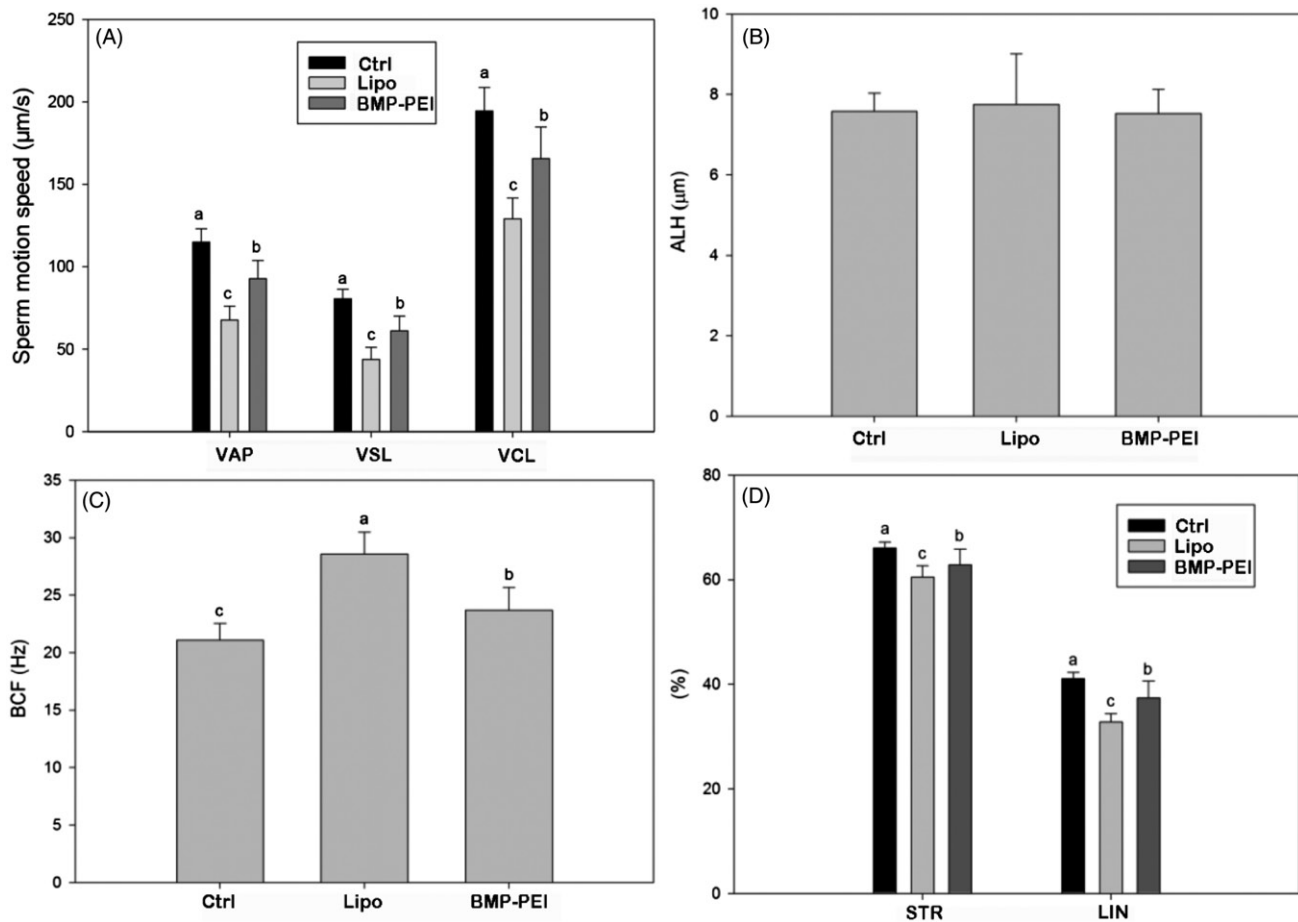 (A)
Ctrl
Lipo
BMP-PEI
Sperm motion speed (μm/s)
250
200
150
100
50
0
a
c
b
a
c
b
a
c
b
VAP
VSL
VCL
(B)
ALH (μm)
10
8
6
4
2
0
Ctrl
Lipo
BMP-PEI
(C)
BCF (Hz)
35
30
25
20
15
10
5
0
c
a
b
Ctrl
Lipo
BMP-PEI
(D)
Ctrl
Lipo
BMP-PEI
(%)
80
60
40
20
0
a
c
b
a
c
b
STR
LIN